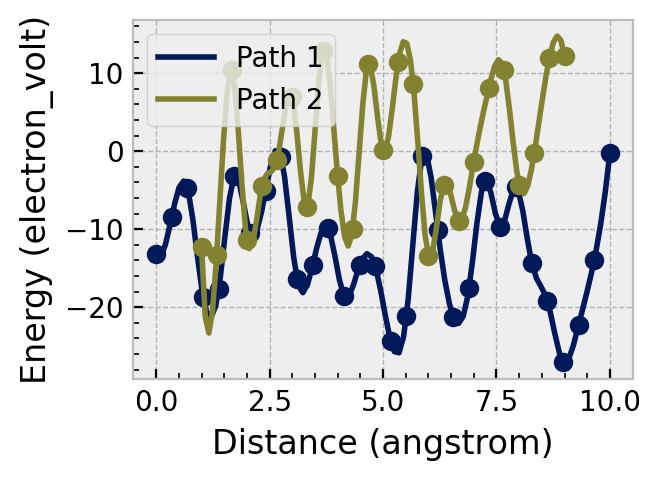 Energy (electron_volt)
10
0
−10
−20
Path 1
Path 2
0.0 2.5 5.0 7.5 10.0
Distance (angstrom)